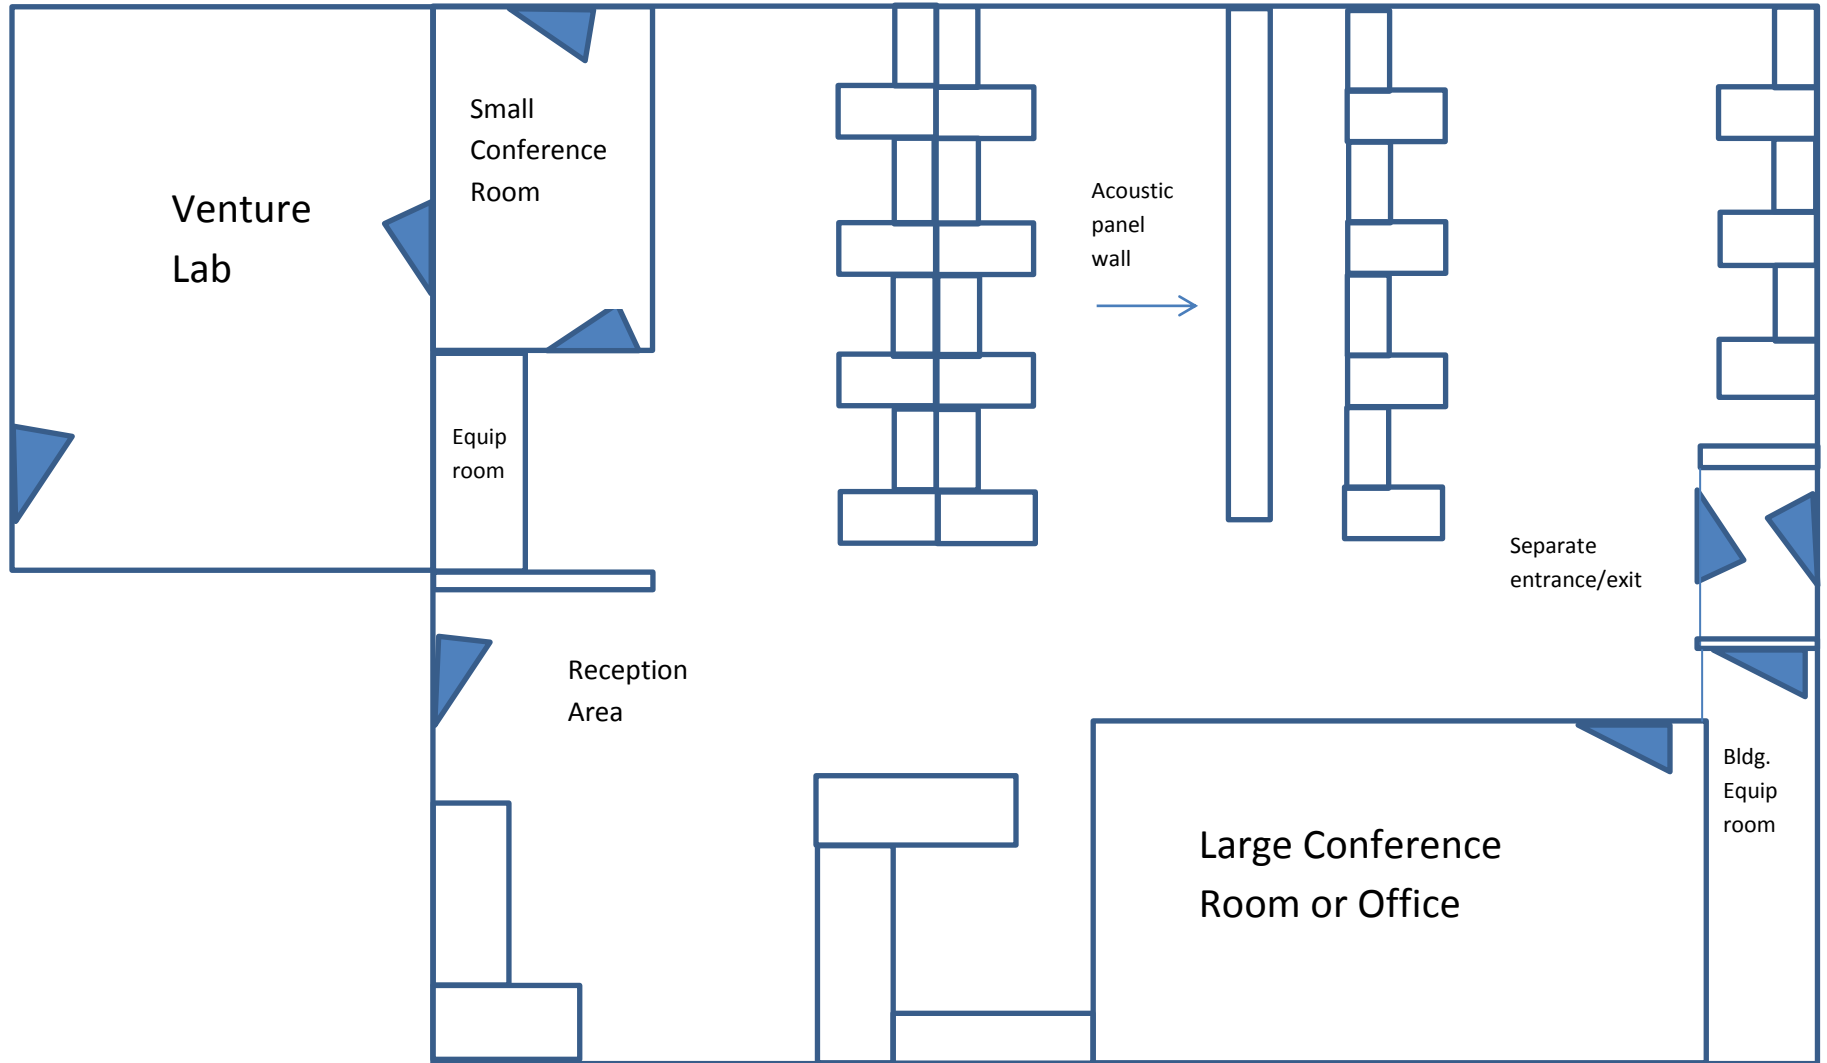 Small
Conference
Room
Venture
Lab
Acoustic
panel
wall
Equip
room
Separate
entrance/exit
Reception
Area
Bldg.
Equip
room
Large Conference
Room or Office